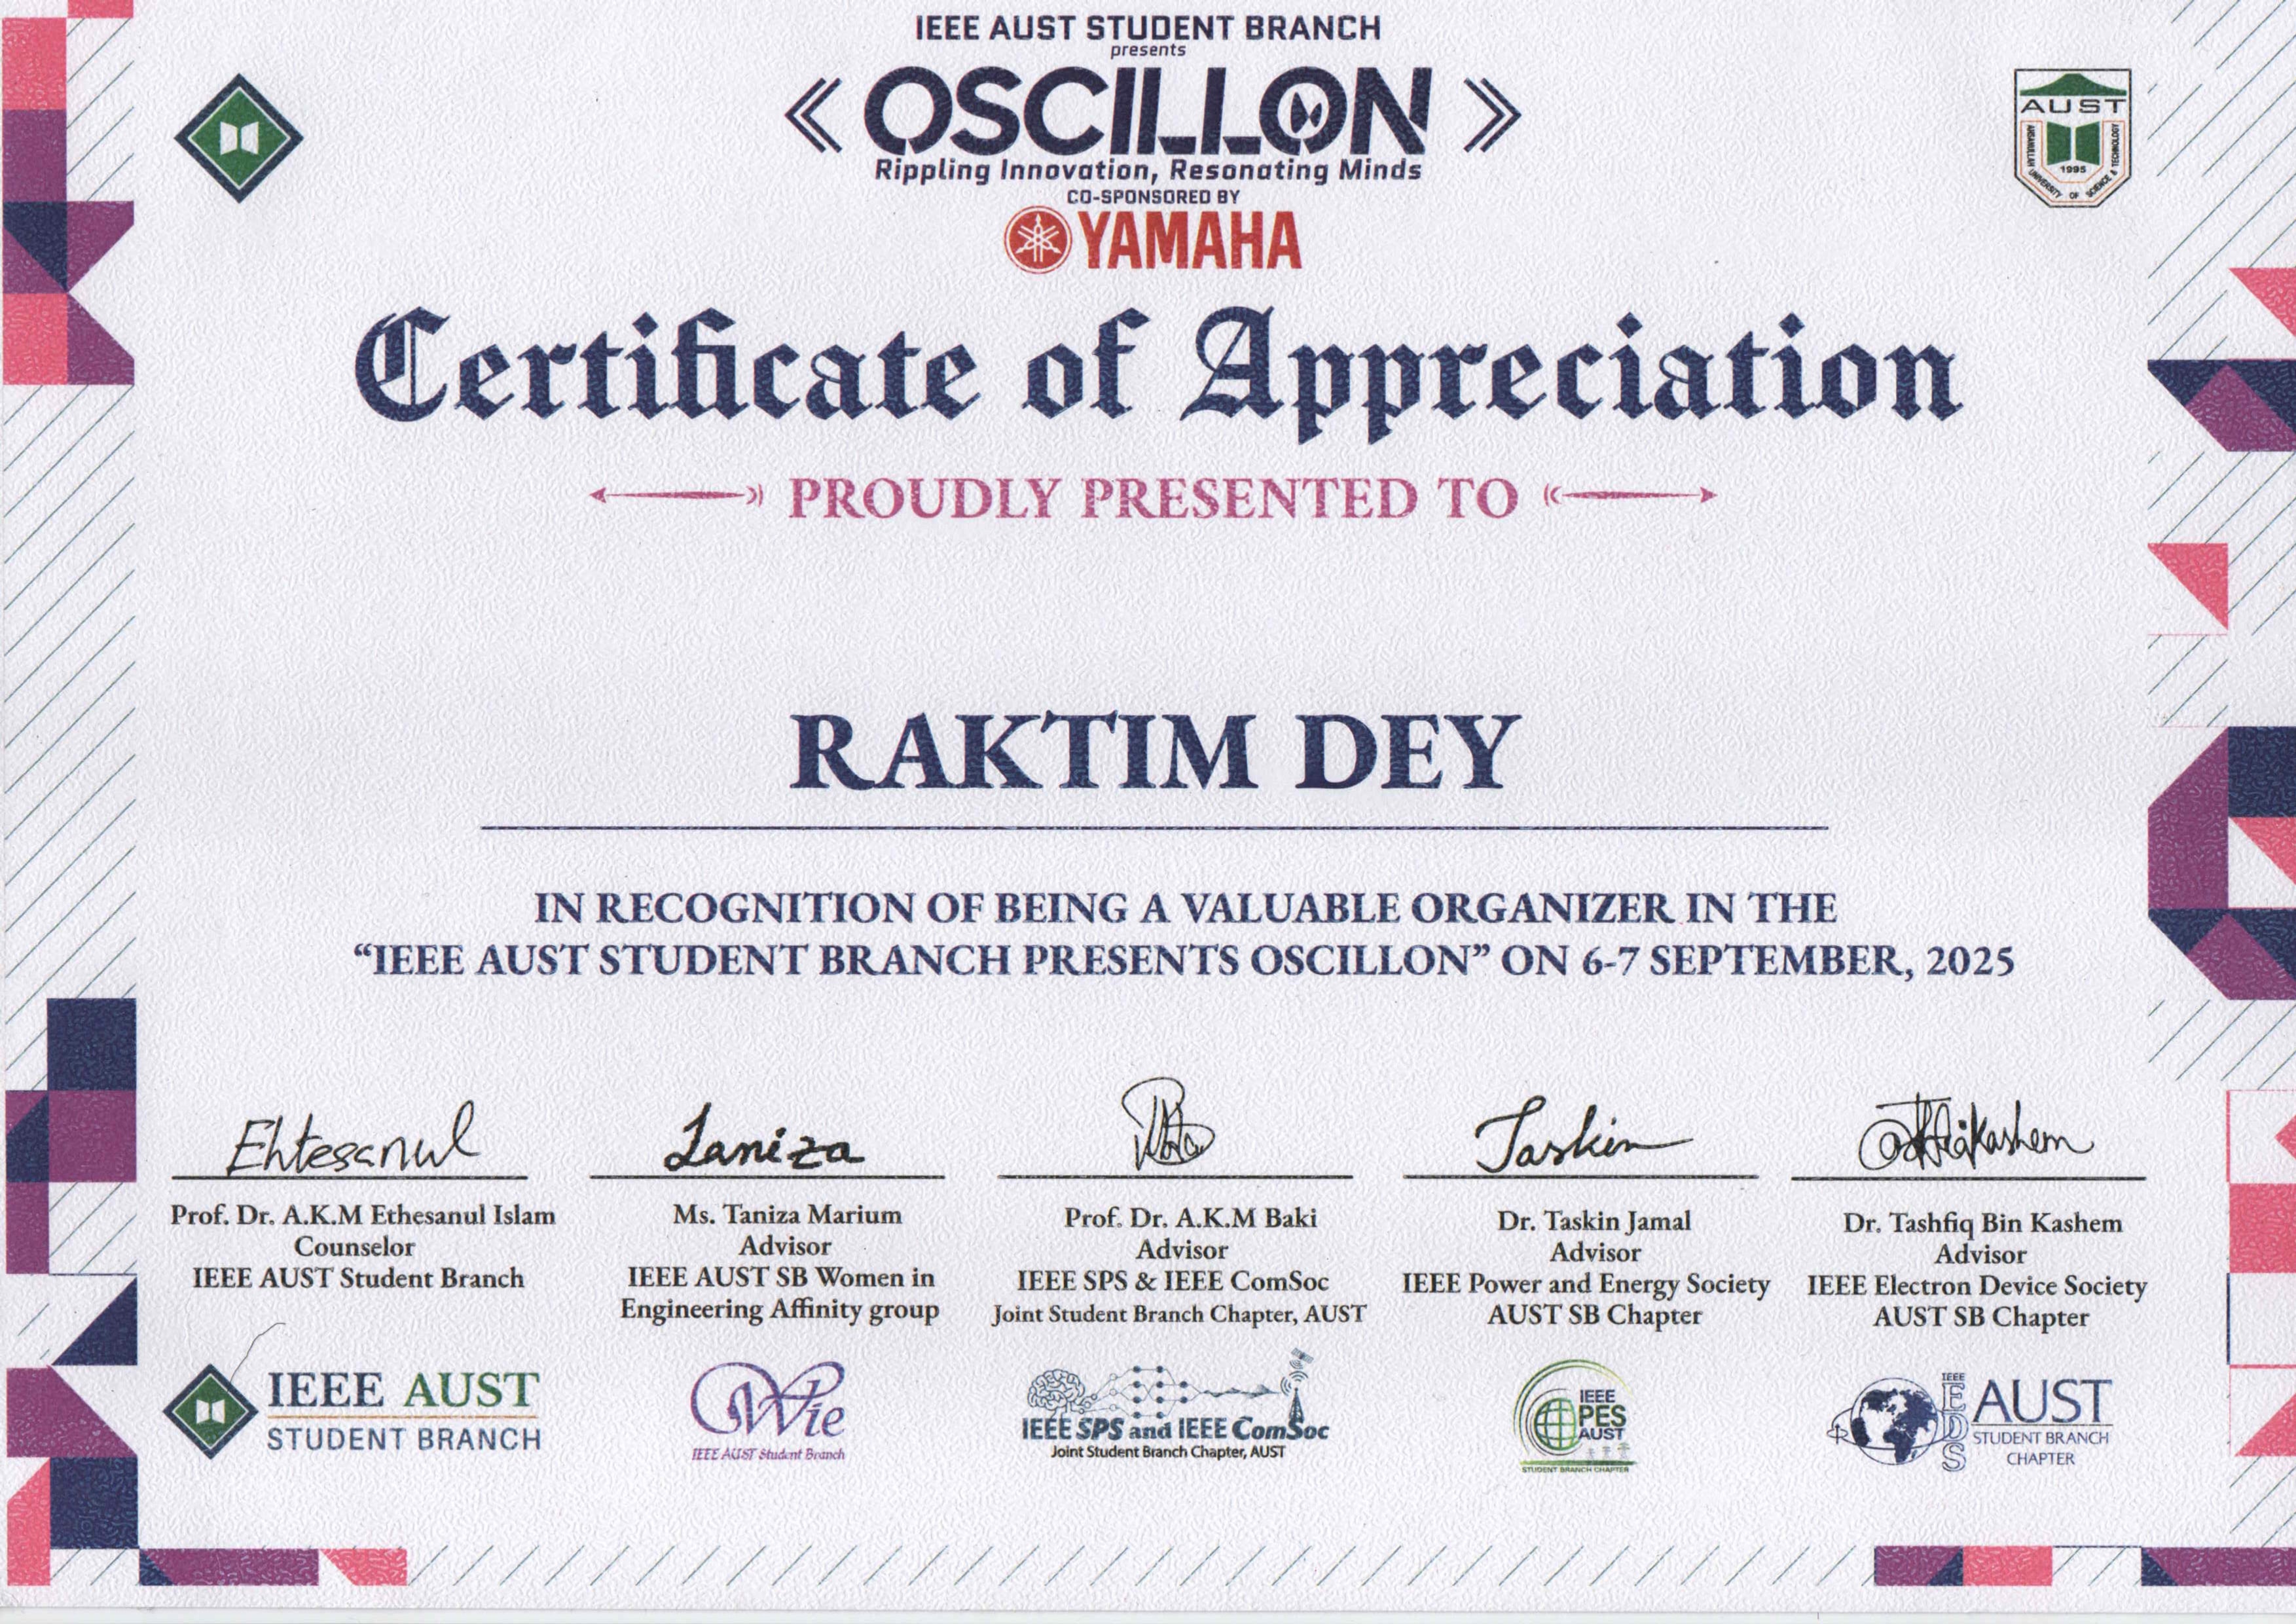 IEEE AUST STUDENT BRANCH
presents
OSCILLON
Rippling Innovation, Resonating Minds
CO-SPONSORED BY
YAMAHA
AUST
AHSANULLAH UNIVERSITY OF SCIENCE & TECHNOLOGY
1995
Certificate of Appreciation
PROUDLY PRESENTED TO
RAKTIM DEY
IN RECOGNITION OF BEING A VALUABLE ORGANIZER IN THE
“IEEE AUST STUDENT BRANCH PRESENTS OSCILLON” ON 6-7 SEPTEMBER, 2025
Ehtesanul
Prof. Dr. A.K.M Ethesanul Islam
Counselor
IEEE AUST Student Branch
Taniza
Ms. Taniza Marium
Advisor
IEEE AUST SB Women in
Engineering Affinity group
Prof. Dr. A.K.M Baki
Advisor
IEEE SPS & IEEE ComSoc
Joint Student Branch Chapter, AUST
Taskin
Dr. Taskin Jamal
Advisor
IEEE Power and Energy Society
AUST SB Chapter
Dr. Tashfiq Bin Kashem
Advisor
IEEE Electron Device Society
AUST SB Chapter
IEEE AUST
STUDENT BRANCH
Wie
IEEE AUST Student Branch
IEEE SPS and IEEE ComSoc
Joint Student Branch Chapter, AUST
IEEE
PES
AUST
STUDENT BRANCH CHAPTER
IEEE
EDS
AUST
STUDENT BRANCH
CHAPTER